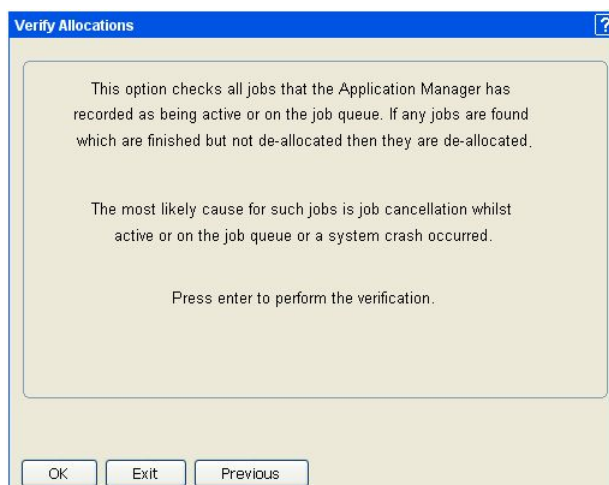 Verify Allocations
?
This option checks all jobs that the Application Manager has
recorded as being active or on the job queue. If any jobs are found
which are finished but not de-allocated then they are de-allocated.
The most likely cause for such jobs is job cancellation whilst
active or on the job queue or a system crash occurred.
Press enter to perform the verification.
OK
Exit
Previous